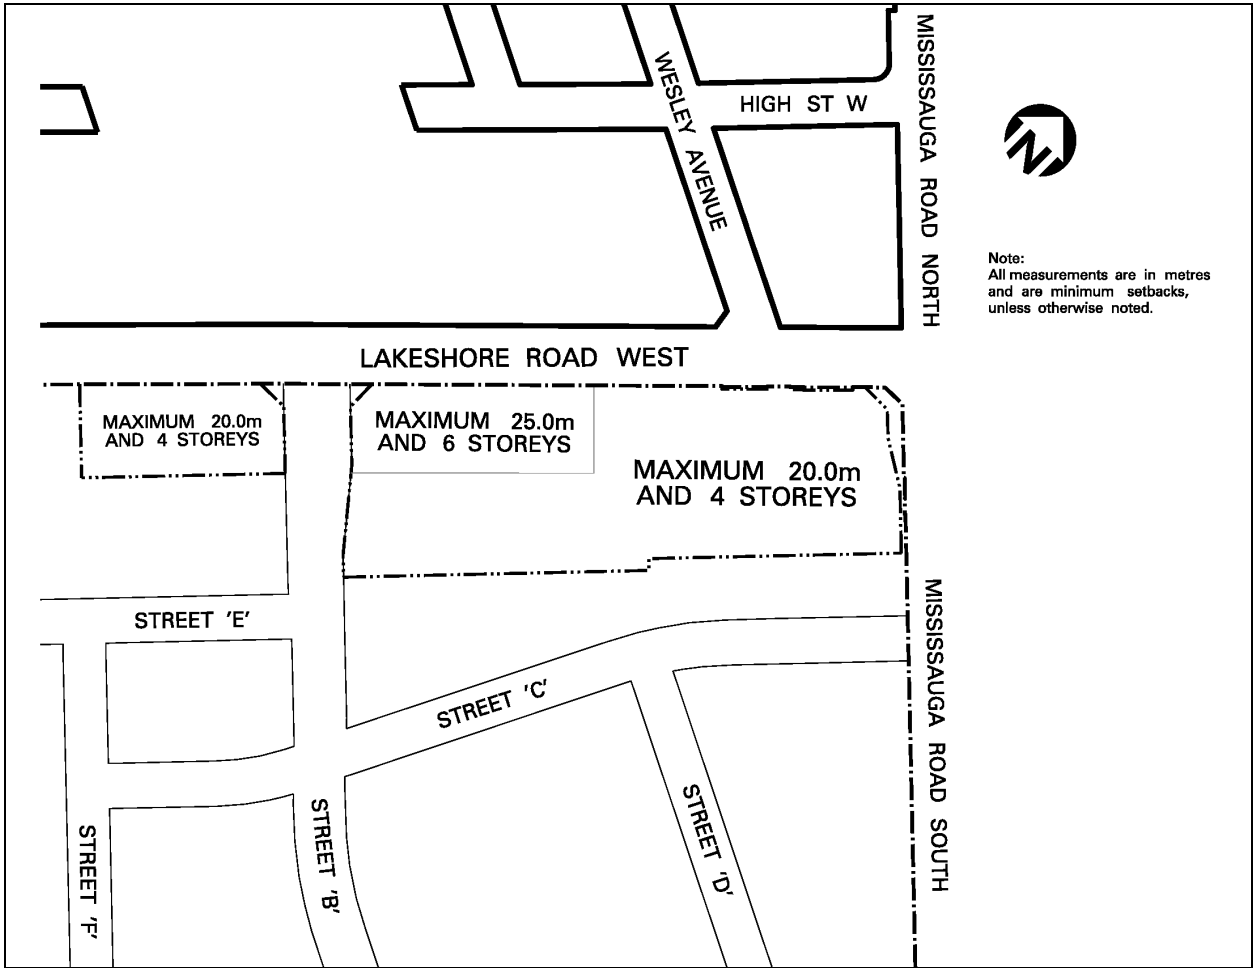 MISSISSAUGA ROAD NORTH
WESLEY AVENUE
HIGH ST W
N
Note:
All measurements are in metres
and are minimum setbacks,
unless otherwise noted.
LAKESHORE ROAD WEST
MAXIMUM 20.0m
AND 4 STOREYS
MAXIMUM 25.0m
AND 6 STOREYS
MAXIMUM 20.0m
AND 4 STOREYS
STREET 'E'
MISSISSAUGA ROAD SOUTH
STREET 'C'
STREET 'F'
STREET 'B'
STREET 'D'